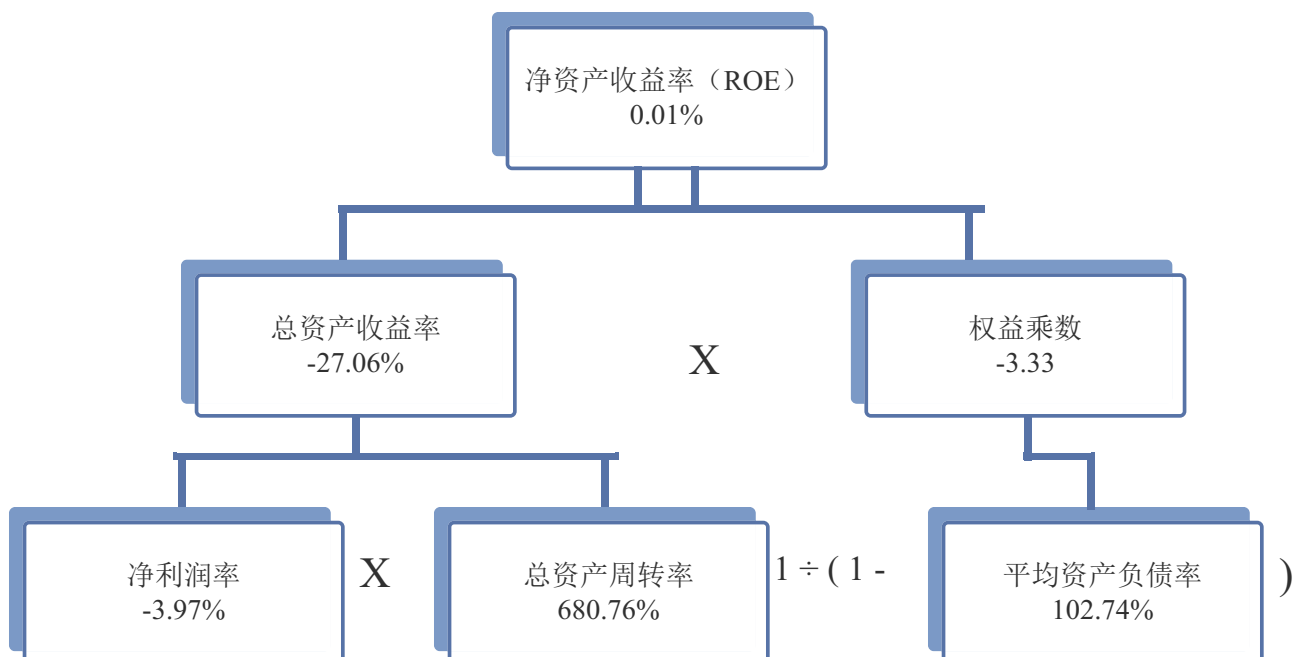 净资产收益率（ROE）
0.01%
总资产收益率
-27.06%
X
权益乘数
-3.33
净利润率
-3.97%
X
总资产周转率
680.76%
1 ÷ ( 1 -
平均资产负债率
102.74%
)